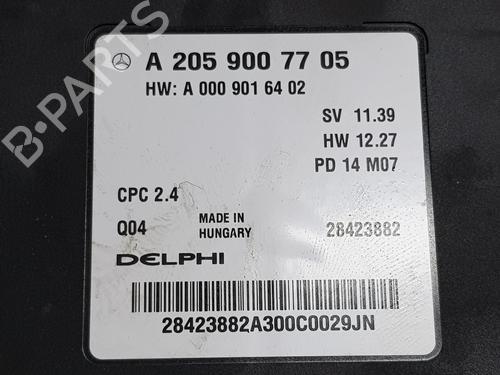 A 205 900 77 05
HW: A 000 901 64 02
SV 11.39
HW 12.27
PD 14 M07
CPC 2.4
Q04
MADE IN
HUNGARY
28423882
DELPHI
28423882A300C0029JN
B-PARTS